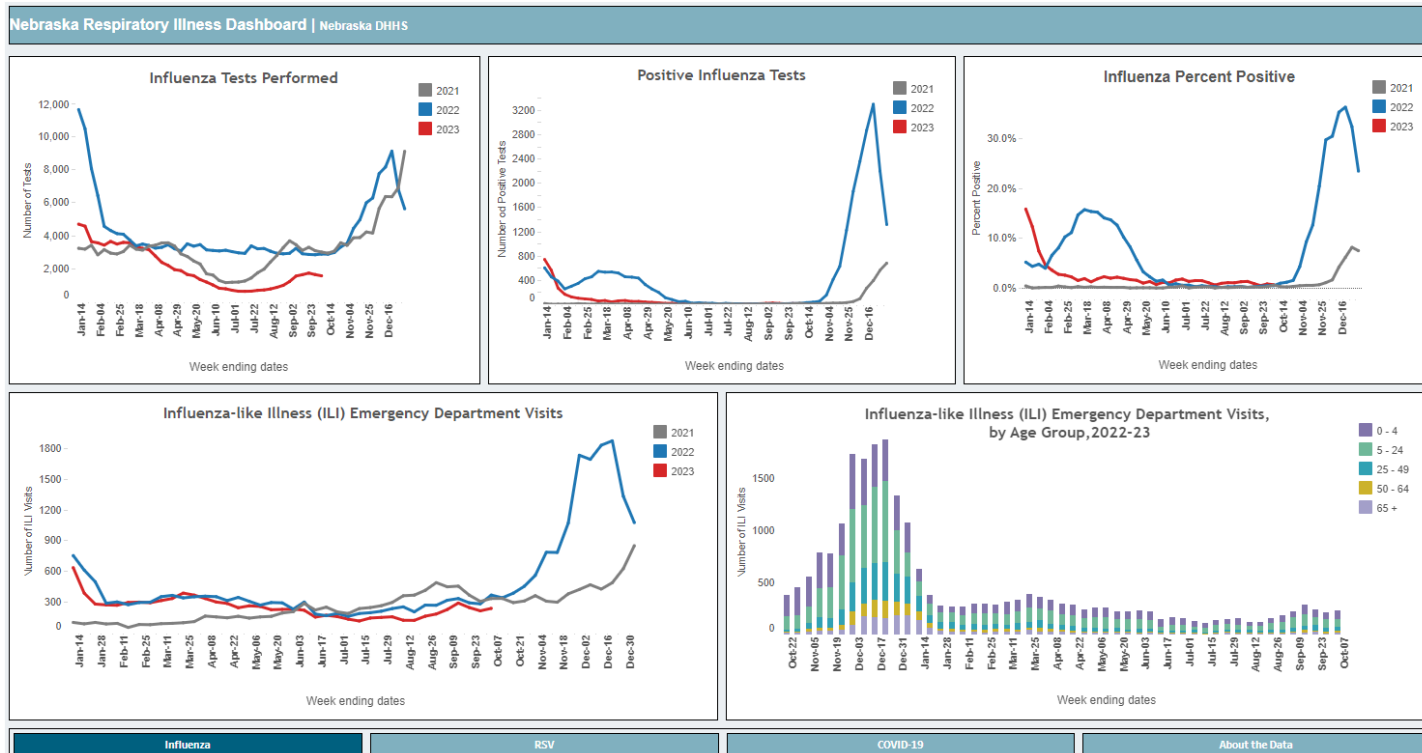 Nebraska Respiratory Illness Dashboard | Nebraska DHHS
Influenza Tests Performed
2021
2022
2023
12,000
10,000
8,000
6,000
4,000
2,000
0
Number of Tests
Jan-14
Feb-04
Feb-25
Mar-18
Apr-08
Apr-29
May-20
Jun-10
Jul-01
Jul-22
Aug-12
Sep-02
Sep-23
Oct-14
Nov-04
Nov-25
Dec-16
Week ending dates
Positive Influenza Tests
2021
2022
2023
3200
2800
2400
2000
1600
1200
800
400
0
Number od Positive Tests
Jan-14
Feb-04
Feb-25
Mar-18
Apr-08
Apr-29
May-20
Jun-10
Jul-01
Jul-22
Aug-12
Sep-02
Sep-23
Oct-14
Nov-04
Nov-25
Dec-16
Week ending dates
Influenza Percent Positive
2021
2022
2023
30.0%
20.0%
10.0%
0.0%
Percent Positive
Jan-14
Feb-04
Feb-25
Mar-18
Apr-08
Apr-29
May-20
Jun-10
Jul-01
Jul-22
Aug-12
Sep-02
Sep-23
Oct-14
Nov-04
Nov-25
Dec-16
Week ending dates
Influenza-like Illness (ILI) Emergency Department Visits
2021
2022
2023
1800
1500
1200
900
600
300
0
Number of ILI Visits
Jan-14
Jan-28
Feb-11
Feb-25
Mar-11
Mar-25
Apr-08
Apr-22
May-06
May-20
Jun-03
Jun-17
Jul-01
Jul-15
Jul-29
Aug-12
Aug-26
Sep-09
Sep-23
Oct-07
Oct-21
Nov-04
Nov-18
Dec-02
Dec-16
Dec-30
Week ending dates
Influenza-like Illness (ILI) Emergency Department Visits,
by Age Group,2022-23
0 - 4
5 - 24
25 - 49
50 - 64
65 +
1500
1000
500
0
Number of ILI Visits
Oct-22
Nov-05
Nov-19
Dec-03
Dec-17
Dec-31
Jan-14
Jan-28
Feb-11
Feb-25
Mar-11
Mar-25
Apr-08
Apr-22
May-06
May-20
Jun-03
Jun-17
Jul-01
Jul-15
Jul-29
Aug-12
Aug-26
Sep-09
Sep-23
Oct-07
Week ending dates
Influenza
RSV
COVID-19
About the Data